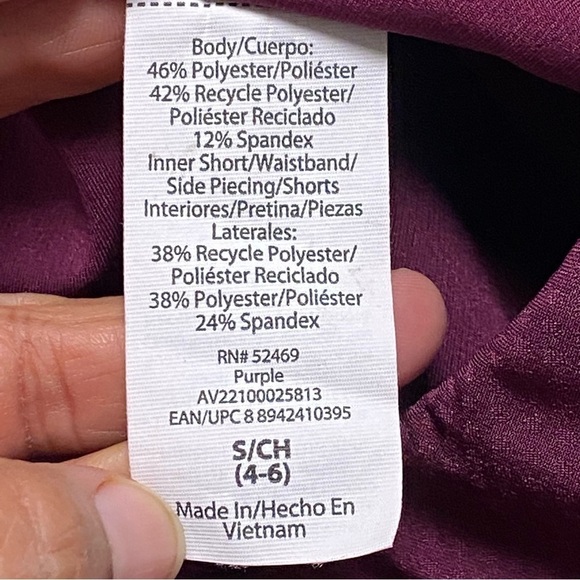 Body/Cuerpo:
46% Polyester/Poliéster
42% Recycle Polyester/
Poliéster Reciclado
12% Spandex
Inner Short/Waistband/
Side Piecing/Shorts
Interiores/Pretina/Piezas
Laterales:
38% Recycle Polyester/
Poliéster Reciclado
38% Polyester/Poliéster
24% Spandex
RN# 52469
Purple
AV22100025813
EAN/UPC 8 8942410395
S/CH
(4-6)
Made In/Hecho En
Vietnam